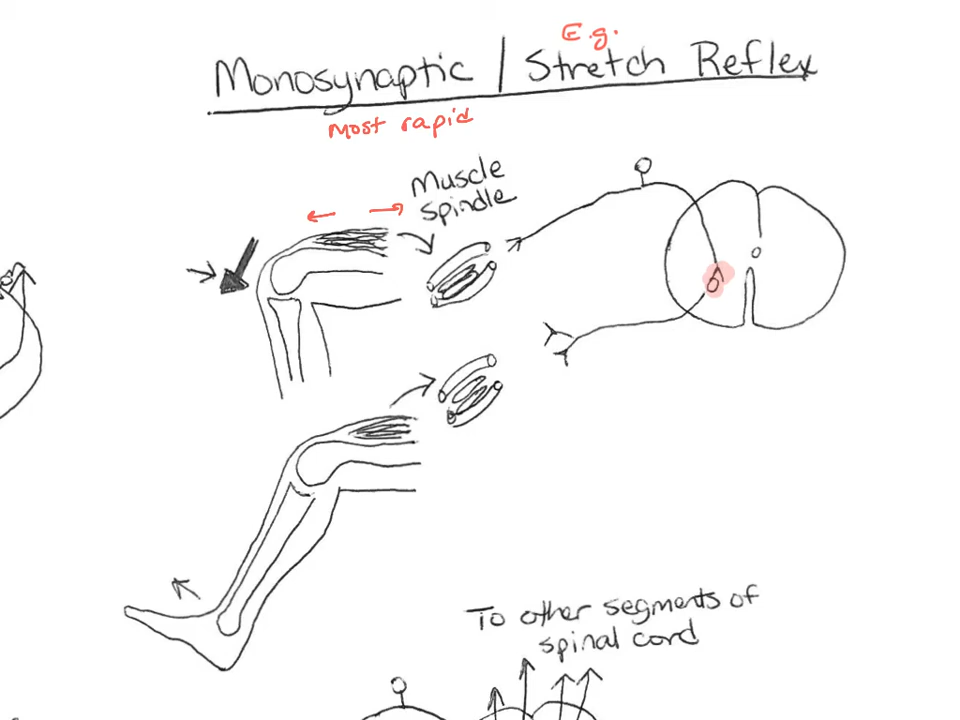 E.g.
Monosynaptic / Stretch Reflex
most rapid
Muscle
spindle
To other segments of
spinal cord